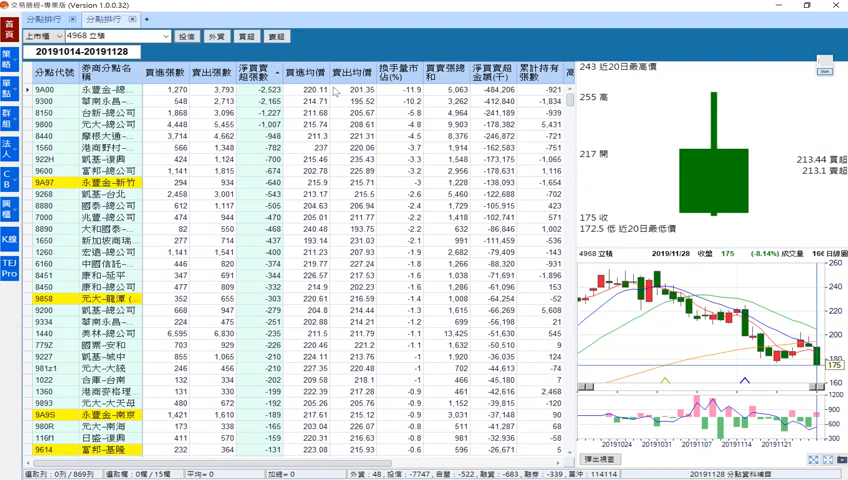 交易勝經-專業版 (Version 1.0.0.32)
首頁
分點排行
分點排行
上市櫃
4968 立積
投信
外資
買超
賣超
20191014-20191128
策略
單點
群組
法人
CB
興櫃
K線
TEJ Pro
分點代號 券商分點名稱 買進張數 賣出張數 淨買賣超張數 買進均價 賣出均價 換手量市佔(%) 買賣張總和 淨買賣超金額(千) 累計持有張數
9A00 永豐金-總... 1,270 3,793 -2,523 220.11 201.35 -11.9 5,063 -484,206 -921
9300 華南永昌-... 548 2,713 -2,165 214.71 195.52 -10.2 3,262 -412,840 -1,834
8150 台新-總公司 1,868 3,096 -1,227 211.68 205.67 -5.8 4,964 -241,189 -939
9800 元大-總公司 4,448 5,455 -1,007 215.74 208.61 -4.8 9,903 -178,382 5,431
8440 摩根大通-... 3,714 4,662 -948 211.3 221.31 -4.5 8,376 -246,872 -721
1560 港商野村-... 566 1,348 -782 237 220.06 -3.7 1,914 -162,583 -751
922H 凱基-復興 424 1,124 -700 215.46 235.43 -3.3 1,548 -173,175 -1,065
9600 富邦-總公司 1,141 1,815 -674 202.78 225.89 -3.2 2,956 -178,631 1,116
9A97 永豐金-新竹 294 934 -640 215.9 215.71 -3 1,228 -138,093 -1,654
9268 凱基-台北 2,458 3,001 -543 213.17 215.5 -2.6 5,460 -122,688 -702
8880 國泰-總公司 612 1,117 -505 204.63 206.94 -2.4 1,729 -105,915 423
7000 兆豐-總公司 474 944 -470 205.01 211.77 -2.2 1,418 -102,741 571
8890 大和國泰-... 82 550 -468 240.48 193.75 -2.2 632 -86,846 1,002
1650 新加坡商瑞... 277 714 -437 193.14 231.03 -2.1 991 -111,439 -536
1260 宏遠-總公司 1,141 1,541 -400 211.23 207.93 -1.9 2,682 -79,409 -143
6160 中國信託-... 446 820 -374 219.77 227.24 -1.8 1,266 -88,293 -931
8451 康和-延平 347 691 -344 226.57 217.53 -1.6 1,038 -71,691 -1,896
8450 康和-總公司 477 809 -332 214.9 202.23 -1.6 1,286 -61,096 153
9858 元大-龍潭 (... 352 655 -303 220.61 216.59 -1.4 1,008 -64,254 -52
9200 凱基-總公司 668 947 -279 204.8 211.44 -1.3 1,615 -66,269 2,509
9334 華南永昌-... 224 475 -251 202.88 214.21 -1.2 699 -56,198 21
1440 美林-總公司 6,595 6,830 -235 211.5 211.79 -1.1 13,425 -51,630 545
779Z 國票-安和 703 929 -226 220.46 221.2 -1.1 1,632 -50,510 9
9227 凱基-城中 855 1,065 -210 224.11 213.76 -1 1,920 -36,035 124
981z1 元大-大統 246 456 -210 227.35 220.48 -1 702 -44,613 -74
1022 合庫-台南 132 334 -202 209.58 218.1 -1 466 -45,180 7
1360 港商麥格理... 131 330 -198 217.39 215.28 -0.9 461 -42,616 2,468
9893 元大-大天母 480 672 -192 205.26 205.76 -0.9 1,152 -39,815 -120
9A9S 永豐金-南京 1,421 1,610 -189 217.61 215.12 -0.9 3,031 -37,148 90
980R 元大-南海 173 338 -165 203.04 226.07 -0.8 511 -41,287 68
116f1 日盛-復興 411 570 -159 201.34 203.01 -0.8 981 -32,936 -58
9614 富邦-基隆 242 374 -131 223.08 215.93 -0.6 596 -26,671 5
243 近20日最高價
255 高
217 開
175 收
172.5 低 近20日最低價
213.44 買超
213.1 賣超
4968 立積 2019/11/28 收盤 175 (-8.14%) 成交量
日線圖
260
240
220
200
180
175
160
1200
900
600
300
0
20191024 20191031 20191107 20191114 20191121
彈出視窗
選取列：0列 / 869列 選取欄：0欄 / 15欄 平均= 0 加總= 0 外資：48，投信：-7747，自營：-522，融資：-683，融券：-339，當沖：114114 20191128 分點資料補齊